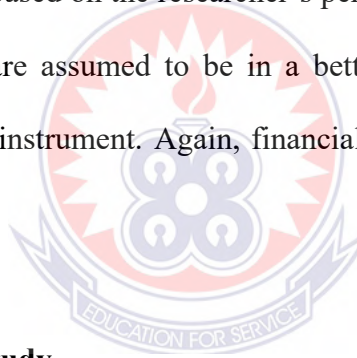 based on the researcher's per
are assumed to be in a bett
instrument. Again, financial
EDUCATION FOR SERVICE
udy